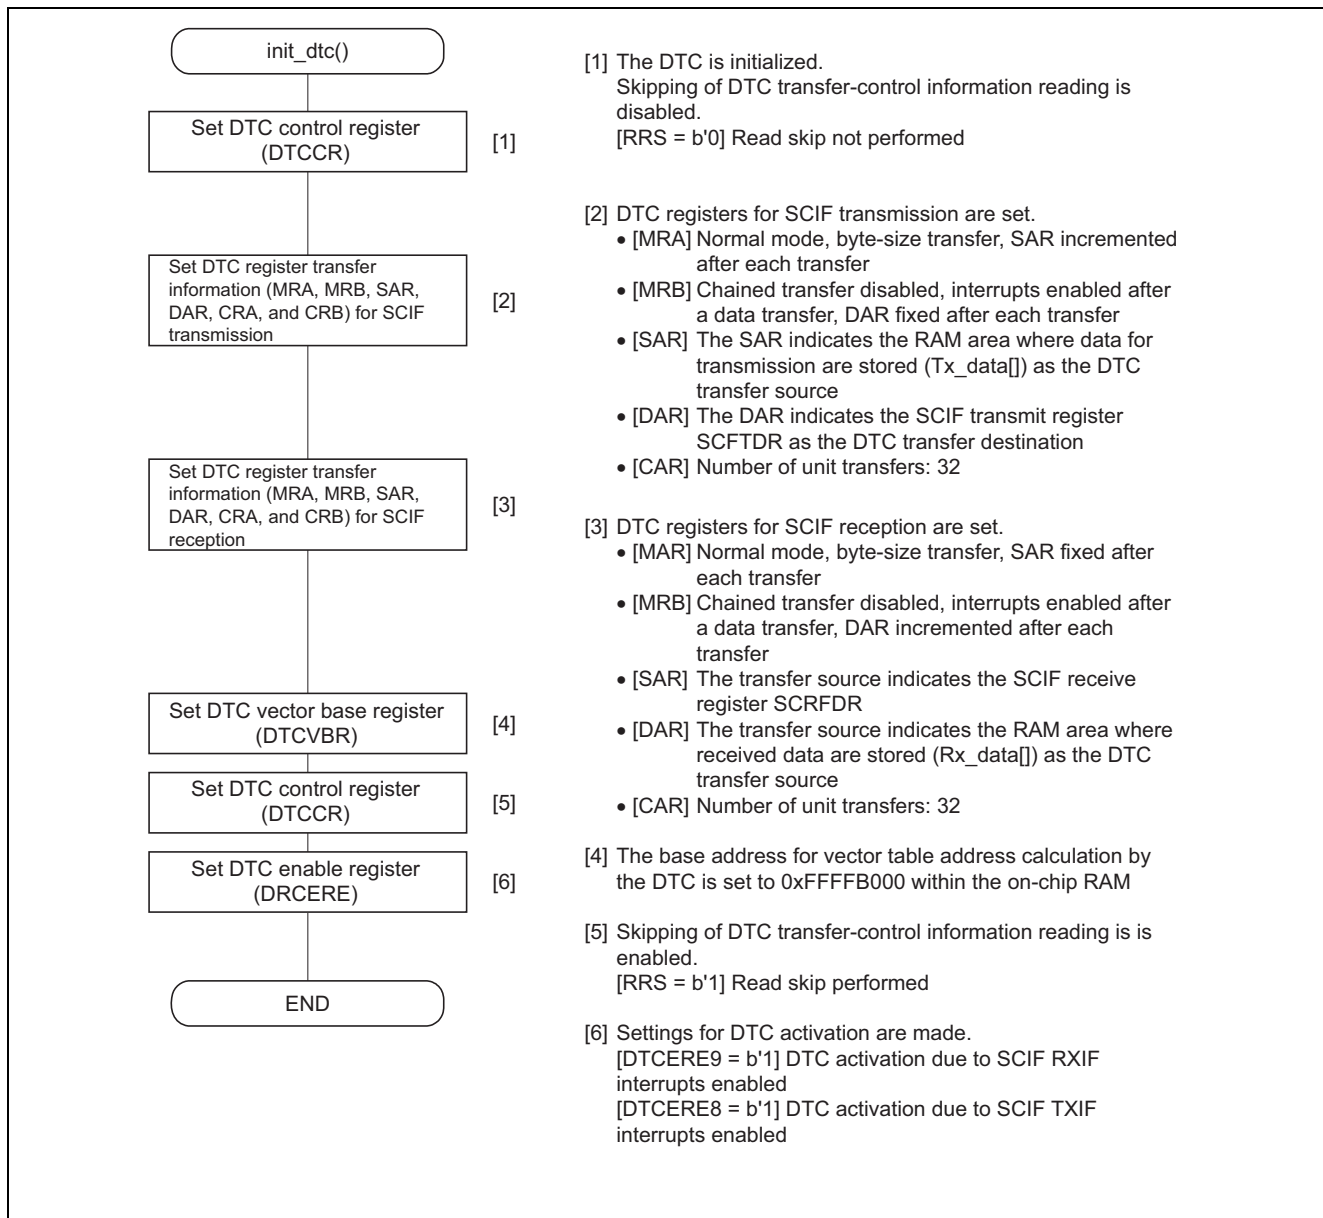 init_dtc()
Set DTC control register
(DTCCR)
[1]
Set DTC register transfer
information (MRA, MRB, SAR,
DAR, CRA, and CRB) for SCIF
transmission
[2]
Set DTC register transfer
information (MRA, MRB, SAR,
DAR, CRA, and CRB) for SCIF
reception
[3]
Set DTC vector base register
(DTCVBR)
[4]
Set DTC control register
(DTCCR)
[5]
Set DTC enable register
(DRCERE)
[6]
END
[1] The DTC is initialized.
Skipping of DTC transfer-control information reading is
disabled.
[RRS = b'0] Read skip not performed
[2] DTC registers for SCIF transmission are set.
• [MRA] Normal mode, byte-size transfer, SAR incremented
after each transfer
• [MRB] Chained transfer disabled, interrupts enabled after
a data transfer, DAR fixed after each transfer
• [SAR] The SAR indicates the RAM area where data for
transmission are stored (Tx_data[]) as the DTC
transfer source
• [DAR] The DAR indicates the SCIF transmit register
SCFTDR as the DTC transfer destination
• [CAR] Number of unit transfers: 32
[3] DTC registers for SCIF reception are set.
• [MAR] Normal mode, byte-size transfer, SAR fixed after
each transfer
• [MRB] Chained transfer disabled, interrupts enabled after
a data transfer, DAR incremented after each
transfer
• [SAR] The transfer source indicates the SCIF receive
register SCRFDR
• [DAR] The transfer source indicates the RAM area where
received data are stored (Rx_data[]) as the DTC
transfer source
• [CAR] Number of unit transfers: 32
[4] The base address for vector table address calculation by
the DTC is set to 0xFFFFB000 within the on-chip RAM
[5] Skipping of DTC transfer-control information reading is is
enabled.
[RRS = b'1] Read skip performed
[6] Settings for DTC activation are made.
[DTCERE9 = b'1] DTC activation due to SCIF RXIF
interrupts enabled
[DTCERE8 = b'1] DTC activation due to SCIF TXIF
interrupts enabled